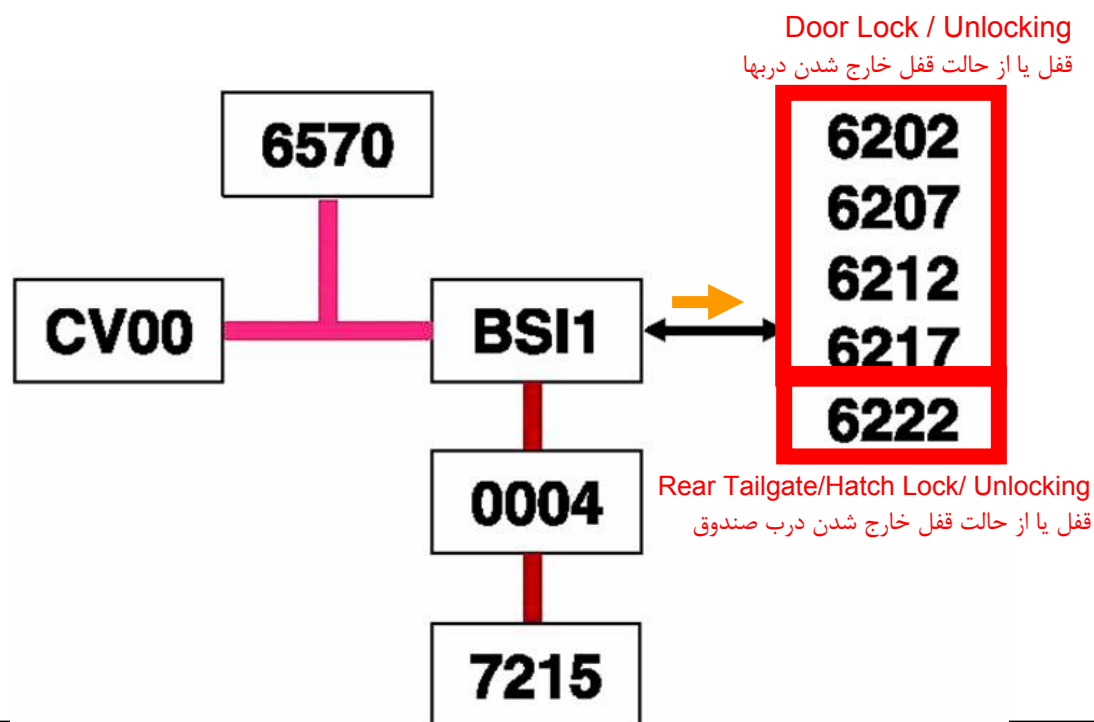 Door Lock / Unlocking
قفل یا از حالت قفل خارج شدن دربها
6570
6202
6207
6212
6217
6222
CV00
BSI1
0004
Rear Tailgate/Hatch Lock/ Unlocking
قفل یا از حالت قفل خارج شدن درب صندوق
7215